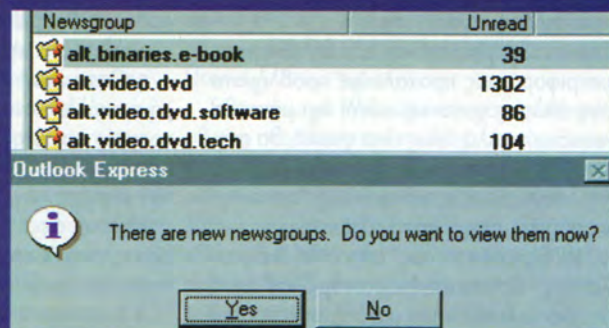 Newsgroup Unread
alt.binaries.e-book 39
alt.video.dvd 1302
alt.video.dvd.software 86
alt.video.dvd.tech 104
Outlook Express
There are new newsgroups. Do you want to view them now?
Yes No